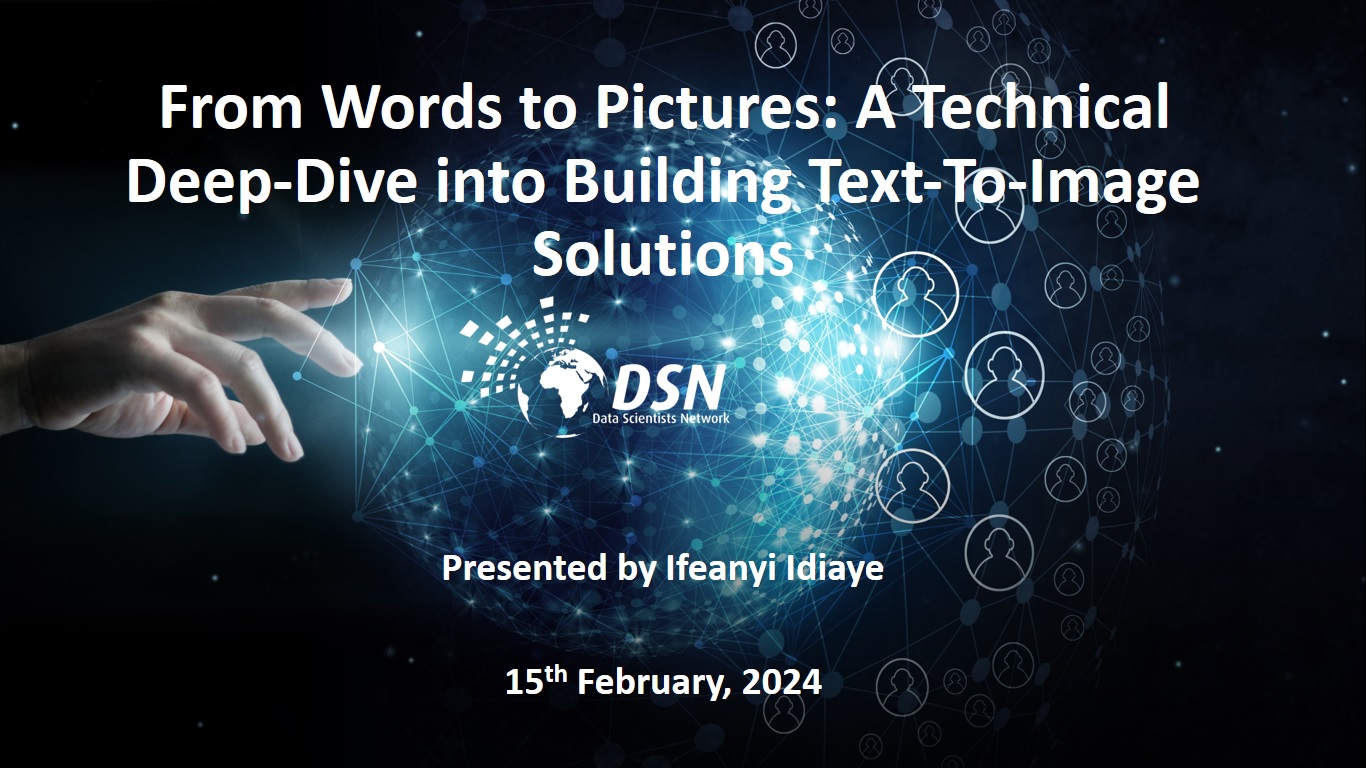 From Words to Pictures: A Technical
Deep-Dive into Building Text-To-Image
Solutions
DSN
Data Scientists Network
Presented by Ifeanyi Idiaye
15th February, 2024